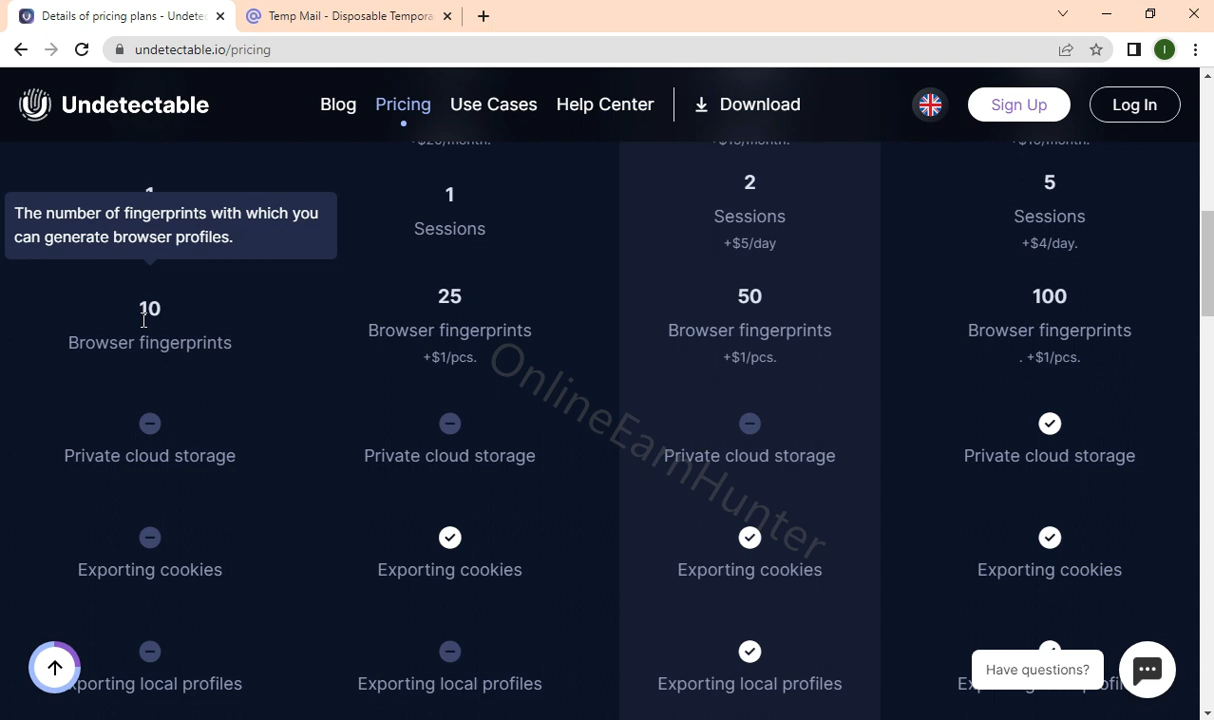 Details of pricing plans - Undete
Temp Mail - Disposable Tempora
undetectable.io/pricing
I
Undetectable
Blog
Pricing
Use Cases
Help Center
Download
Sign Up
Log In
1
The number of fingerprints with which you
can generate browser profiles.
10
Browser fingerprints
Private cloud storage
Exporting cookies
xporting local profiles
1
Sessions
25
Browser fingerprints
+$1/pcs.
Private cloud storage
Exporting cookies
Exporting local profiles
2
Sessions
+$5/day
50
Browser fingerprints
+$1/pcs.
Private cloud storage
Exporting cookies
Exporting local profiles
5
Sessions
+$4/day.
100
Browser fingerprints
. +$1/pcs.
Private cloud storage
Exporting cookies
Have questions?
OnlineEarnHunter